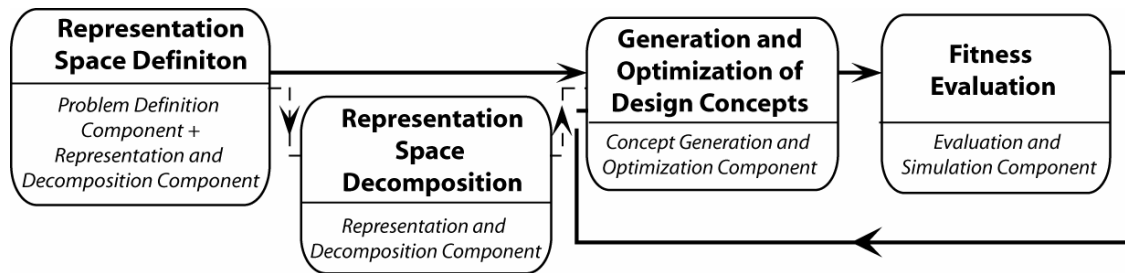 Representation
Space Definiton
Problem Definition
Component +
Representation and
Decomposition Component
Representation
Space
Decomposition
Representation and
Decomposition Component
Generation and
Optimization of
Design Concepts
Concept Generation and
Optimization Component
Fitness
Evaluation
Evaluation and
Simulation Component